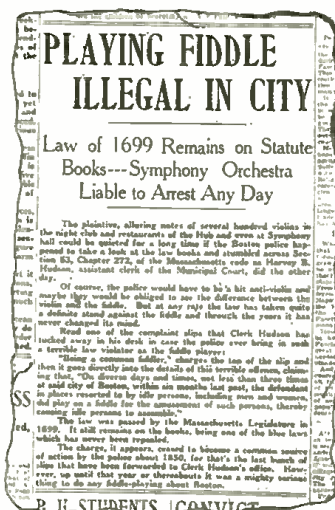 PLAYING FIDDLE
ILLEGAL IN CITY
Law of 1699 Remains on Statute
Books---Symphony Orchestra
Liable to Arrest Any Day
The plaintive, alluring notes of several hundred violins in
the night club and restaurants of the Hub and even at Symphony
hall could be quieted for a long time if the Boston police hap-
pened to take a look at the law books and stumbled across Sec-
tion 53, Chapter 272, of the Massachusetts code as Harvey B.
Hudson, assistant clerk of the Municipal Court, did the other
day.
Of course, the police would have to be a bit anti-violin and
maybe they would be obliged to see the difference between the
violin and the fiddle. But at any rate the law has taken quite
a definite stand against the fiddle and through the years it has
never changed its mind.
Read one of the complaint slips that Clerk Hudson has
tucked away in his desk in case the police ever bring in such
a terrible law violator as the fiddle player:
"Being a common fiddler," charges the top of the slip and
then it goes directly into the details of this terrible offence, claim-
ing that, "On diverse days and times, not less than three times
at said city of Boston, within six months last past, the defendant
in places resorted to by idle persons, including men and women,
did play on a fiddle for the amusement of such persons, thereby
causing idle persons to assemble."
The law was passed by the Massachusetts Legislature in
1699. It still remains on the books, being one of the blue laws
which has never been repealed.
The charge, it appears, ceased to become a common source
of action by the police about 1850, for that's the last bunch of
slips that have been forwarded to Clerk Hudson's office. How-
ever, up until that year or thereabouts it was a mighty serious
thing to do any fiddle-playing about Boston.
B. U. STUDENTS
CONVICT